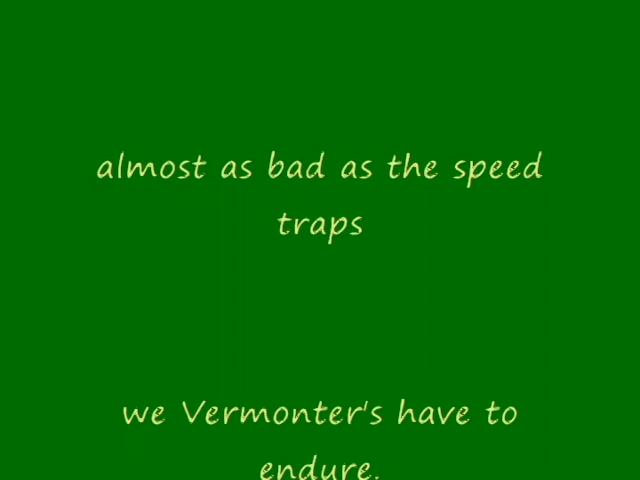 almost as bad as the speed
traps
we Vermonter's have to
endure.